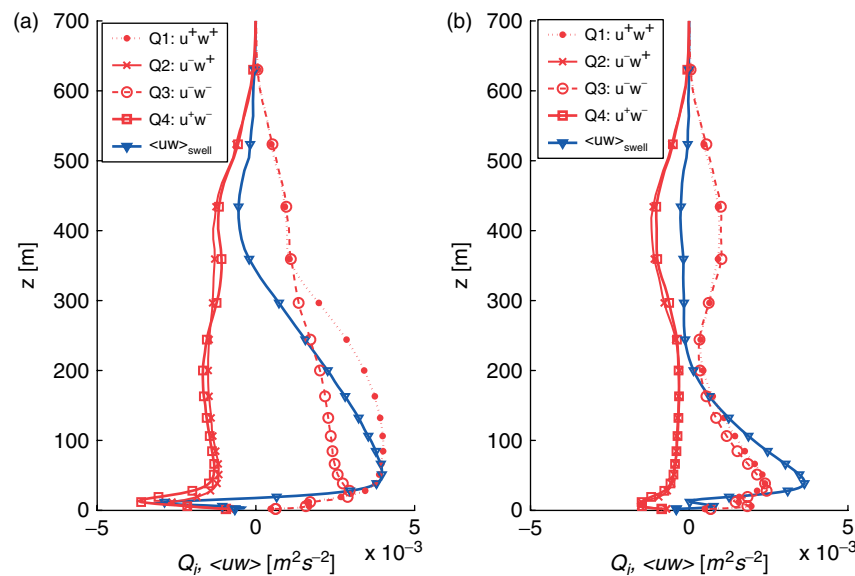 (a)
700
600
500
400
300
200
100
0
z [m]
Q1: u⁺w⁺
Q2: u⁻w⁺
Q3: u⁻w⁻
Q4: u⁺w⁻
<uw>swell
−5
0
5
x 10⁻³
Qᵢ, <uw> [m²s⁻²]
(b)
700
600
500
400
300
200
100
0
z [m]
Q1: u⁺w⁺
Q2: u⁻w⁺
Q3: u⁻w⁻
Q4: u⁺w⁻
<uw>swell
−5
0
5
x 10⁻³
Qᵢ, <uw> [m²s⁻²]